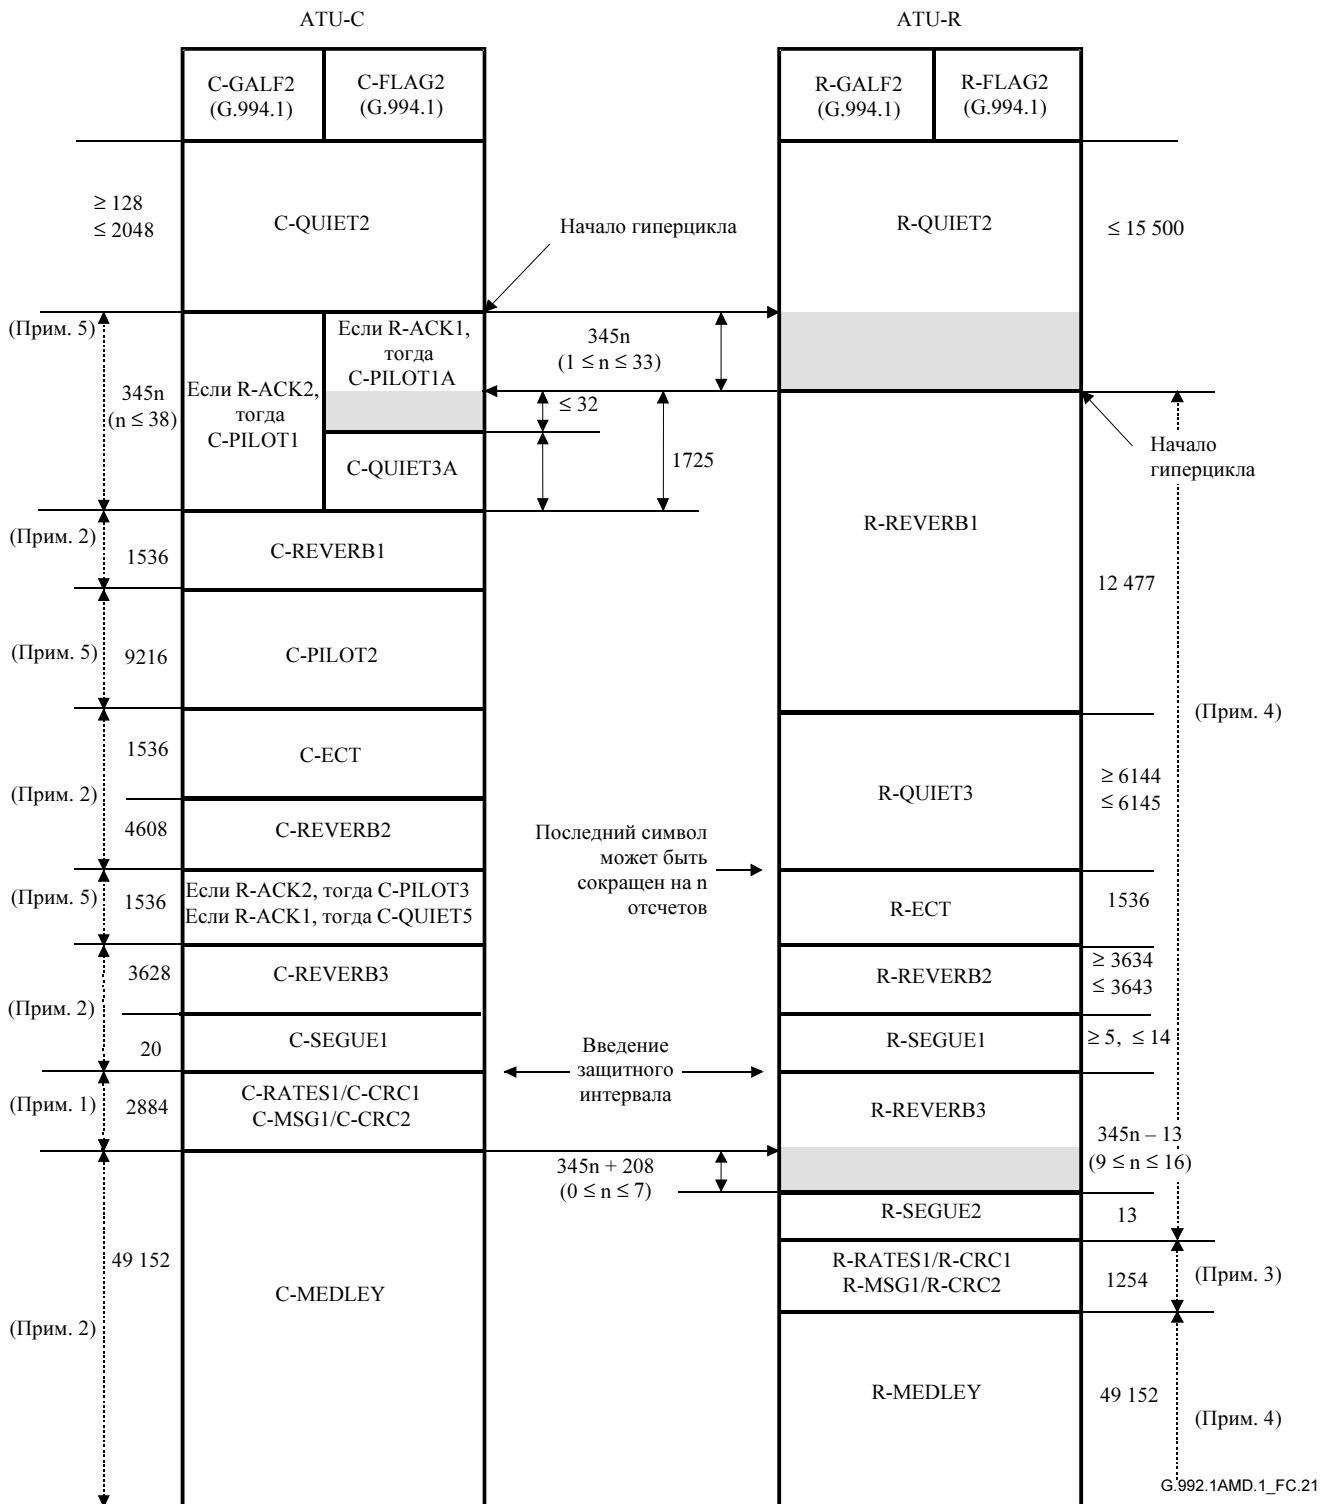 ATU-C
ATU-R
C-GALF2
(G.994.1)
C-FLAG2
(G.994.1)
R-GALF2
(G.994.1)
R-FLAG2
(G.994.1)
≥ 128
≤ 2048
C-QUIET2
Начало гиперцикла
R-QUIET2
≤ 15 500
(Прим. 5)
345n
(n ≤ 38)
Если R-ACK2,
тогда
C-PILOT1
Если R-ACK1,
тогда
C-PILOT1A
345n
(1 ≤ n ≤ 33)
≤ 32
C-QUIET3A
1725
Начало
гиперцикла
(Прим. 2)
1536
C-REVERB1
R-REVERB1
12 477
(Прим. 5)
9216
C-PILOT2
(Прим. 4)
1536
C-ECT
(Прим. 2)
R-QUIET3
≥ 6144
≤ 6145
4608
C-REVERB2
Последний символ
может быть
сокращен на n
отсчетов
(Прим. 5)
1536
Если R-ACK2, тогда C-PILOT3
Если R-ACK1, тогда C-QUIET5
R-ECT
1536
3628
C-REVERB3
R-REVERB2
≥ 3634
≤ 3643
(Прим. 2)
20
C-SEGUE1
Введение
защитного
интервала
R-SEGUE1
≥ 5, ≤ 14
(Прим. 1)
2884
C-RATES1/C-CRC1
C-MSG1/C-CRC2
R-REVERB3
345n – 13
(9 ≤ n ≤ 16)
345n + 208
(0 ≤ n ≤ 7)
R-SEGUE2
13
49 152
C-MEDLEY
(Прим. 2)
R-RATES1/R-CRC1
R-MSG1/R-CRC2
1254
(Прим. 3)
R-MEDLEY
49 152
(Прим. 4)
G.992.1AMD.1_FC.21